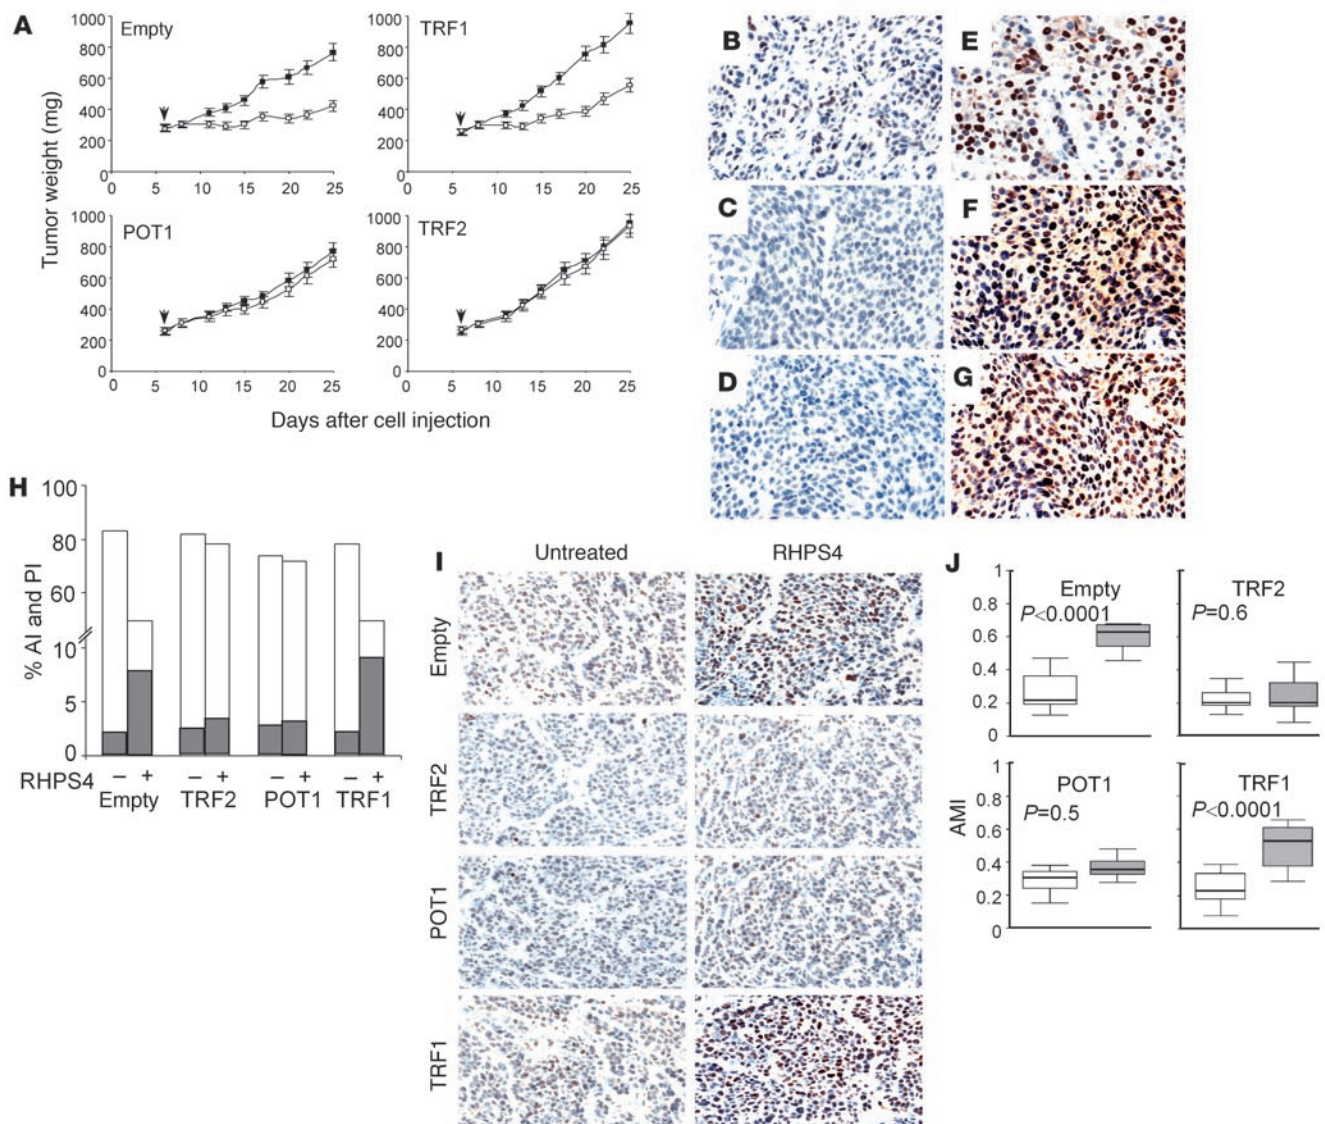 A
Empty
TRF1
1000
800
600
400
200
0
0 5 10 15 20 25
1000
800
600
400
200
0
0 5 10 15 20 25
POT1
TRF2
1000
800
600
400
200
0
0 5 10 15 20 25
1000
800
600
400
200
0
0 5 10 15 20 25
Tumor weight (mg)
Days after cell injection
B
E
C
F
D
G
H
100
80
60
10
5
0
% AI and PI
RHPS4 – + – + – + – +
Empty TRF2 POT1 TRF1
I
Untreated RHPS4
Empty
TRF2
POT1
TRF1
J
1
0.8
0.6
0.4
0.2
0
Empty
P<0.0001
TRF2
P=0.6
1
0.8
0.6
0.4
0.2
0
AMI
POT1
P=0.5
TRF1
P<0.0001